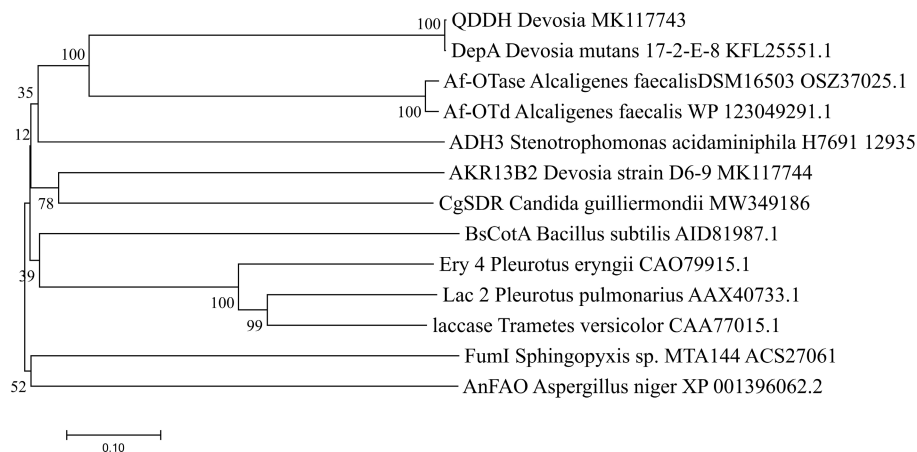 100
QDDH Devosia MK117743
DepA Devosia mutans 17-2-E-8 KFL25551.1
100
Af-OTase Alcaligenes faecalisDSM16503 OSZ37025.1
35
100
Af-OTd Alcaligenes faecalis WP 123049291.1
12
ADH3 Stenotrophomonas acidaminiphila H7691 12935
AKR13B2 Devosia strain D6-9 MK117744
78
CgSDR Candida guilliermondii MW349186
BsCotA Bacillus subtilis AID81987.1
39
Ery 4 Pleurotus eryngii CAO79915.1
100
Lac 2 Pleurotus pulmonarius AAX40733.1
99
laccase Trametes versicolor CAA77015.1
FumI Sphingopyxis sp. MTA144 ACS27061
52
AnFAO Aspergillus niger XP 001396062.2
0.10